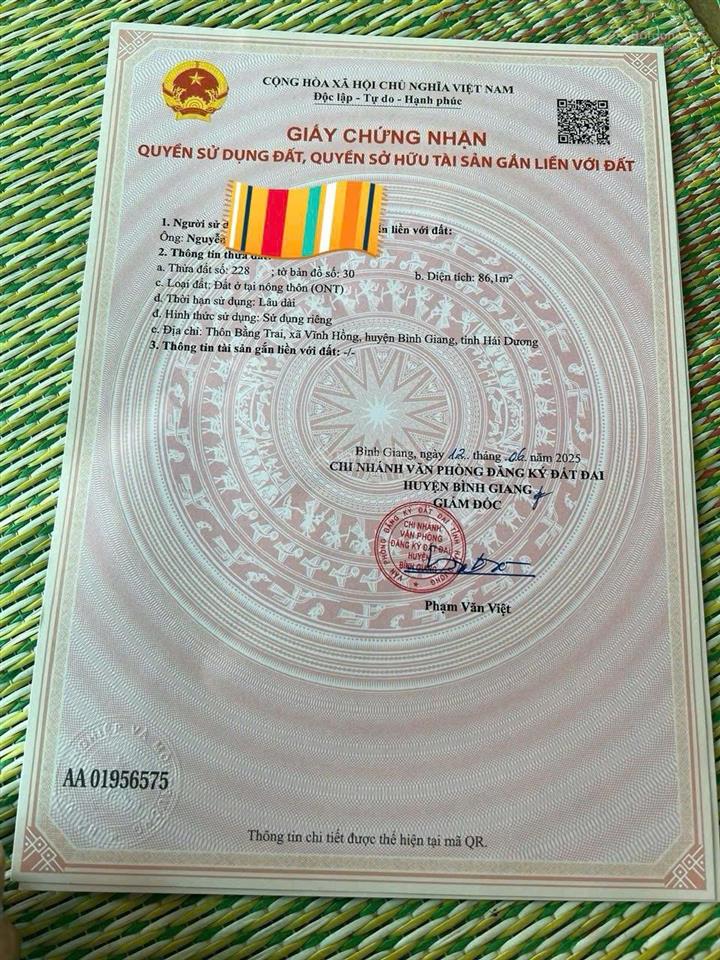 CỘNG HÒA XÃ HỘI CHỦ NGHĨA VIỆT NAM
Độc lập - Tự do - Hạnh phúc
GIẤY CHỨNG NHẬN
QUYỀN SỬ DỤNG ĐẤT, QUYỀN SỞ HỮU TÀI SẢN GẮN LIỀN VỚI ĐẤT
1. Người sử liền với đất:
Ông: Nguyễn
2. Thông tin thửa đất:
a. Thửa đất số: 228 ; tờ bản đồ số: 30 b. Diện tích: 86,1m²
c. Loại đất: Đất ở tại nông thôn (ONT)
d. Thời hạn sử dụng: Lâu dài
đ. Hình thức sử dụng: Sử dụng riêng
e. Địa chỉ: Thôn Bằng Trai, xã Vĩnh Hồng, huyện Bình Giang, tỉnh Hải Dương
3. Thông tin tài sản gắn liền với đất: -/-
Bình Giang, ngày 12 tháng 06 năm 2025
CHI NHÁNH VĂN PHÒNG ĐĂNG KÝ ĐẤT ĐAI
HUYỆN BÌNH GIANG
GIÁM ĐỐC
CHI NHÁNH
VĂN PHÒNG
ĐĂNG KÝ ĐẤT ĐAI
HUYỆN
BÌNH GIANG
Phạm Văn Việt
AA 01956575
Thông tin chi tiết được thể hiện tại mã QR.